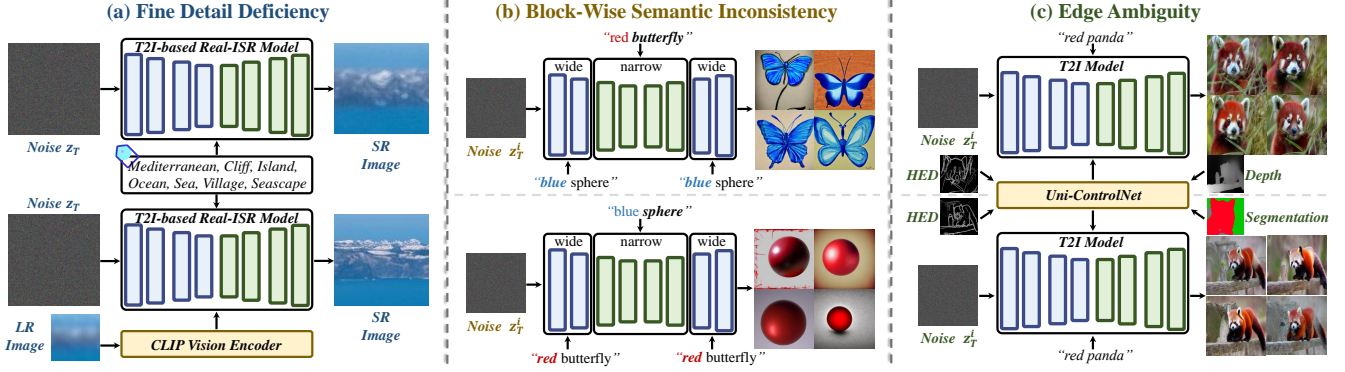 (a) Fine Detail Deficiency
T2I-based Real-ISR Model
Noise z_T
SR
Image
Mediterranean, Cliff, Island,
Ocean, Sea, Village, Seascape
Noise z_T
T2I-based Real-ISR Model
LR
Image
CLIP Vision Encoder
SR
Image
(b) Block-Wise Semantic Inconsistency
“red butterfly”
wide
narrow
wide
Noise z_T^i
“blue sphere”
“blue sphere”
“blue sphere”
wide
narrow
wide
Noise z_T^i
“red butterfly”
“red butterfly”
(c) Edge Ambiguity
“red panda”
T2I Model
Noise z_T^i
HED
Depth
Uni-ControlNet
HED
Segmentation
T2I Model
Noise z_T^i
“red panda”